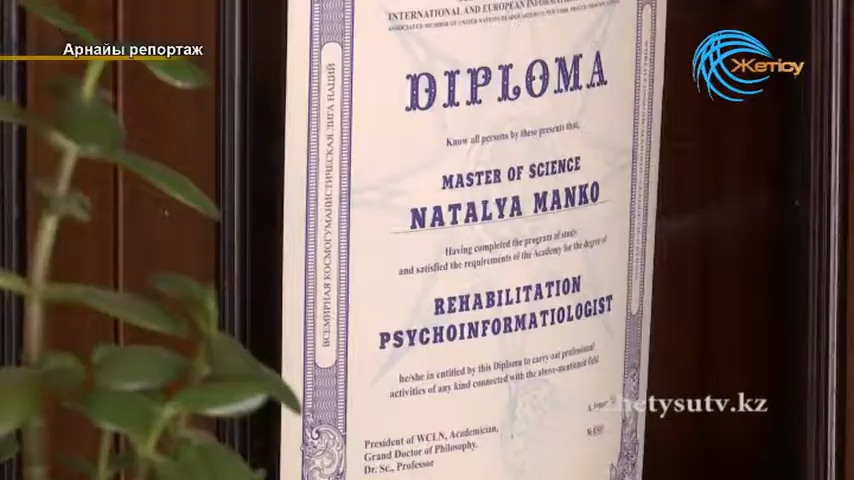 Арнайы репортаж
Жетісу
INTERNATIONAL AND EUROPEAN
DIPLOMA
Know all persons by these presents that,
MASTER OF SCIENCE
NATALYA MANKO
Having completed the program of study
and satisfied the requirements of the Academy for the degree of
REHABILITATION
PSYCHOINFORMATIOLOGIST
he/she in entitled by this Diploma to carry out professional
activities of any kind connected with the above-mentioned field
President of WCLN, Academician,
Grand Doctor of Philosophy,
Dr. Sc., Professor
ВСЕМИРНАЯ КОСМОГУМАНИСТИЧЕСКАЯ ЛИГА НАЦИЙ
zhetysutv.kz